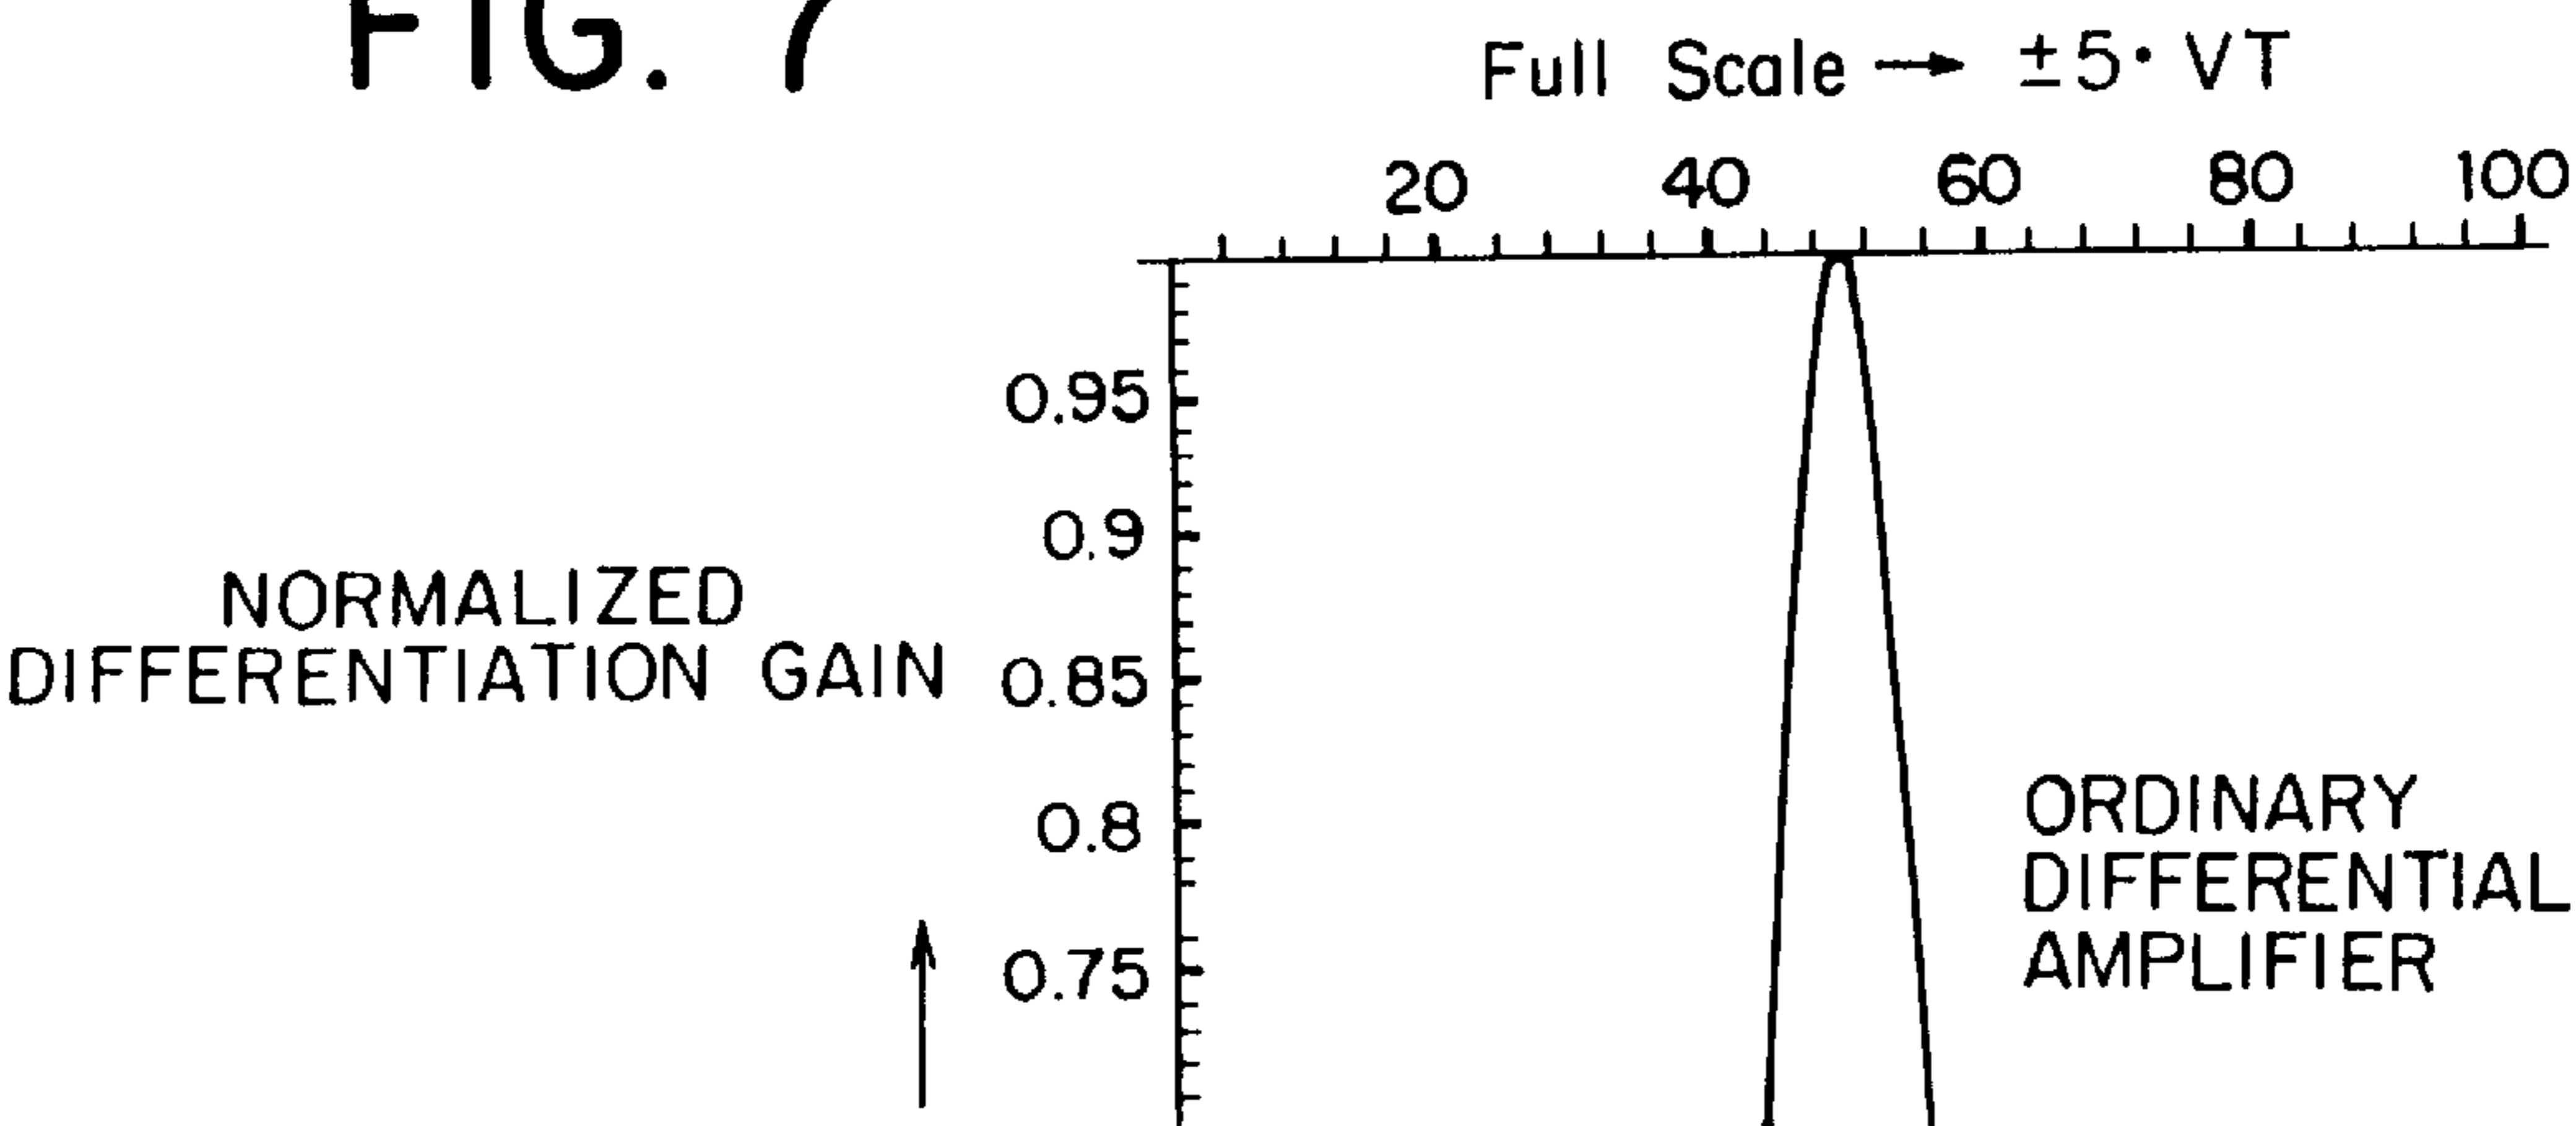 FIG. 7
Full Scale → ±5· VT
20 40 60 80 100
0.95
0.9
NORMALIZED
DIFFERENTIATION GAIN
0.85
0.8
ORDINARY
DIFFERENTIAL
AMPLIFIER
0.75